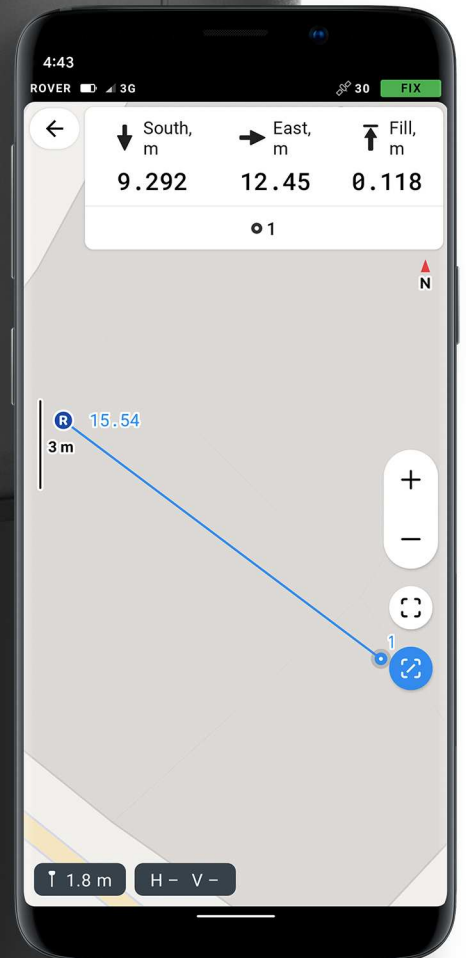 4:43
ROVER 3G 30 FIX
South, m East, m Fill, m
9.292 12.45 0.118
1
N
R 15.54
3 m
+
−
1
1.8 m H – V –